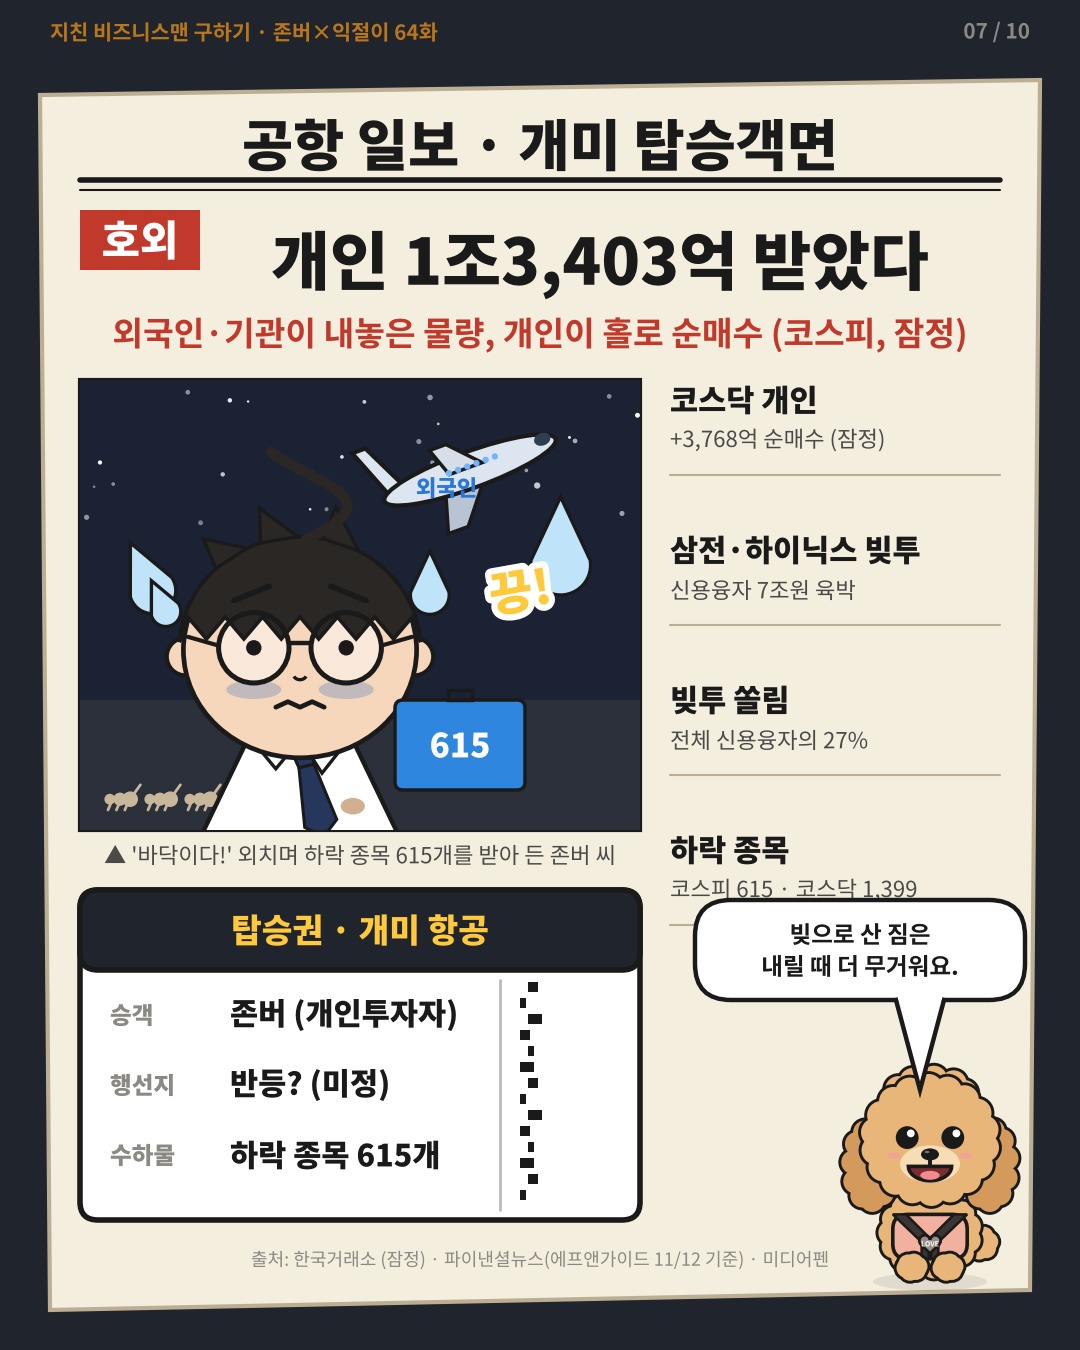 지친 비즈니스맨 구하기 · 존버×익절이 64화
07 / 10
공항 일보 · 개미 탑승객면
호외
개인 1조3,403억 받았다
외국인·기관이 내놓은 물량, 개인이 홀로 순매수 (코스피, 잠정)
외국인
끙!
615
▲ '바닥이다!' 외치며 하락 종목 615개를 받아 든 존버 씨
코스닥 개인
+3,768억 순매수 (잠정)
삼전·하이닉스 빚투
신용융자 7조원 육박
빚투 쏠림
전체 신용융자의 27%
하락 종목
코스피 615 · 코스닥 1,399
빚으로 산 짐은
내릴 때 더 무거워요.
탑승권 · 개미 항공
승객 존버 (개인투자자)
행선지 반등? (미정)
수하물 하락 종목 615개
LOVE
출처: 한국거래소 (잠정) · 파이낸셜뉴스(에프앤가이드 11/12 기준) · 미디어펜